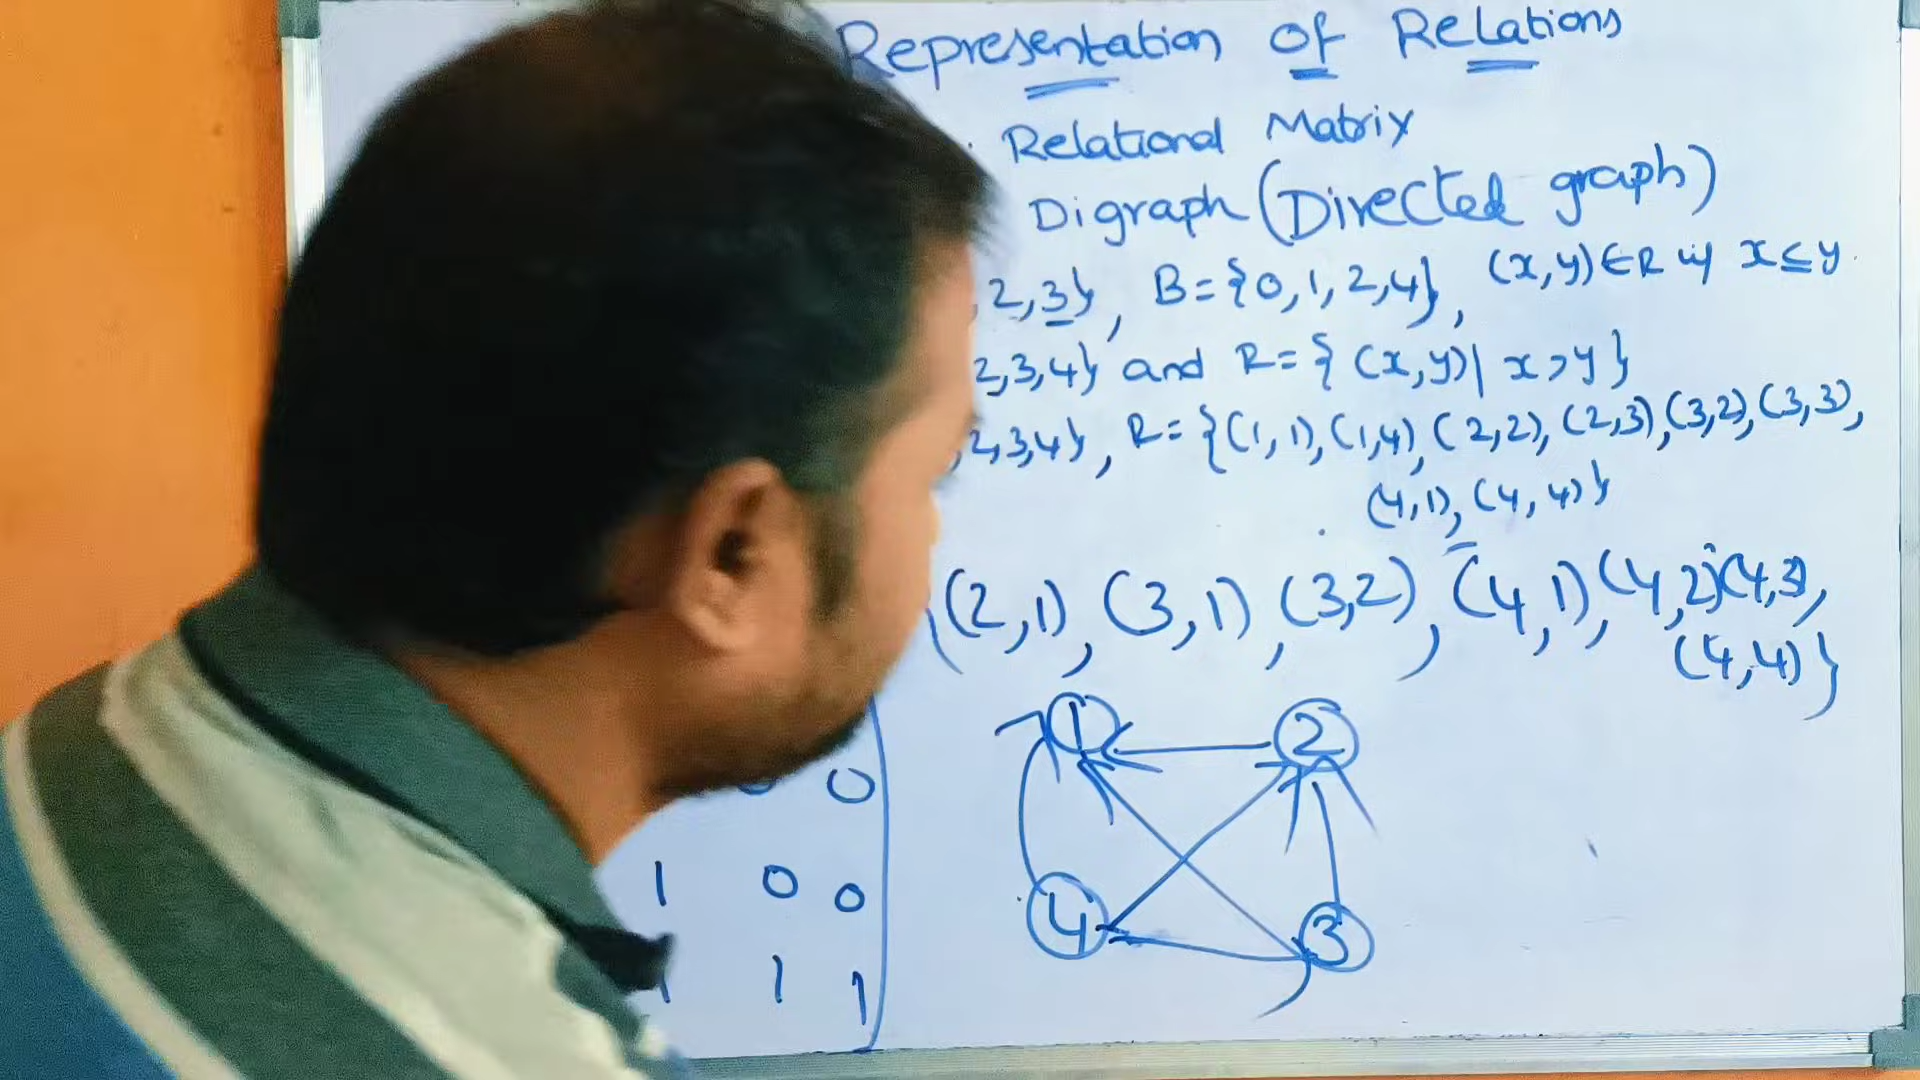 Representation of Relations
Relational Matrix
Digraph (Directed graph)
,2,3}, B={0,1,2,4}, (x,y)∈R iff x≤y.
2,3,4} and R={(x,y)| x>y}
,2,3,4}, R={(1,1),(1,4),(2,2),(2,3),(3,2),(3,3),
(4,1),(4,4)}
(2,1),(3,1),(3,2),(4,1),(4,2)(4,3),
(4,4)}
1 2
0
1 0 0
4 3
1 1 1